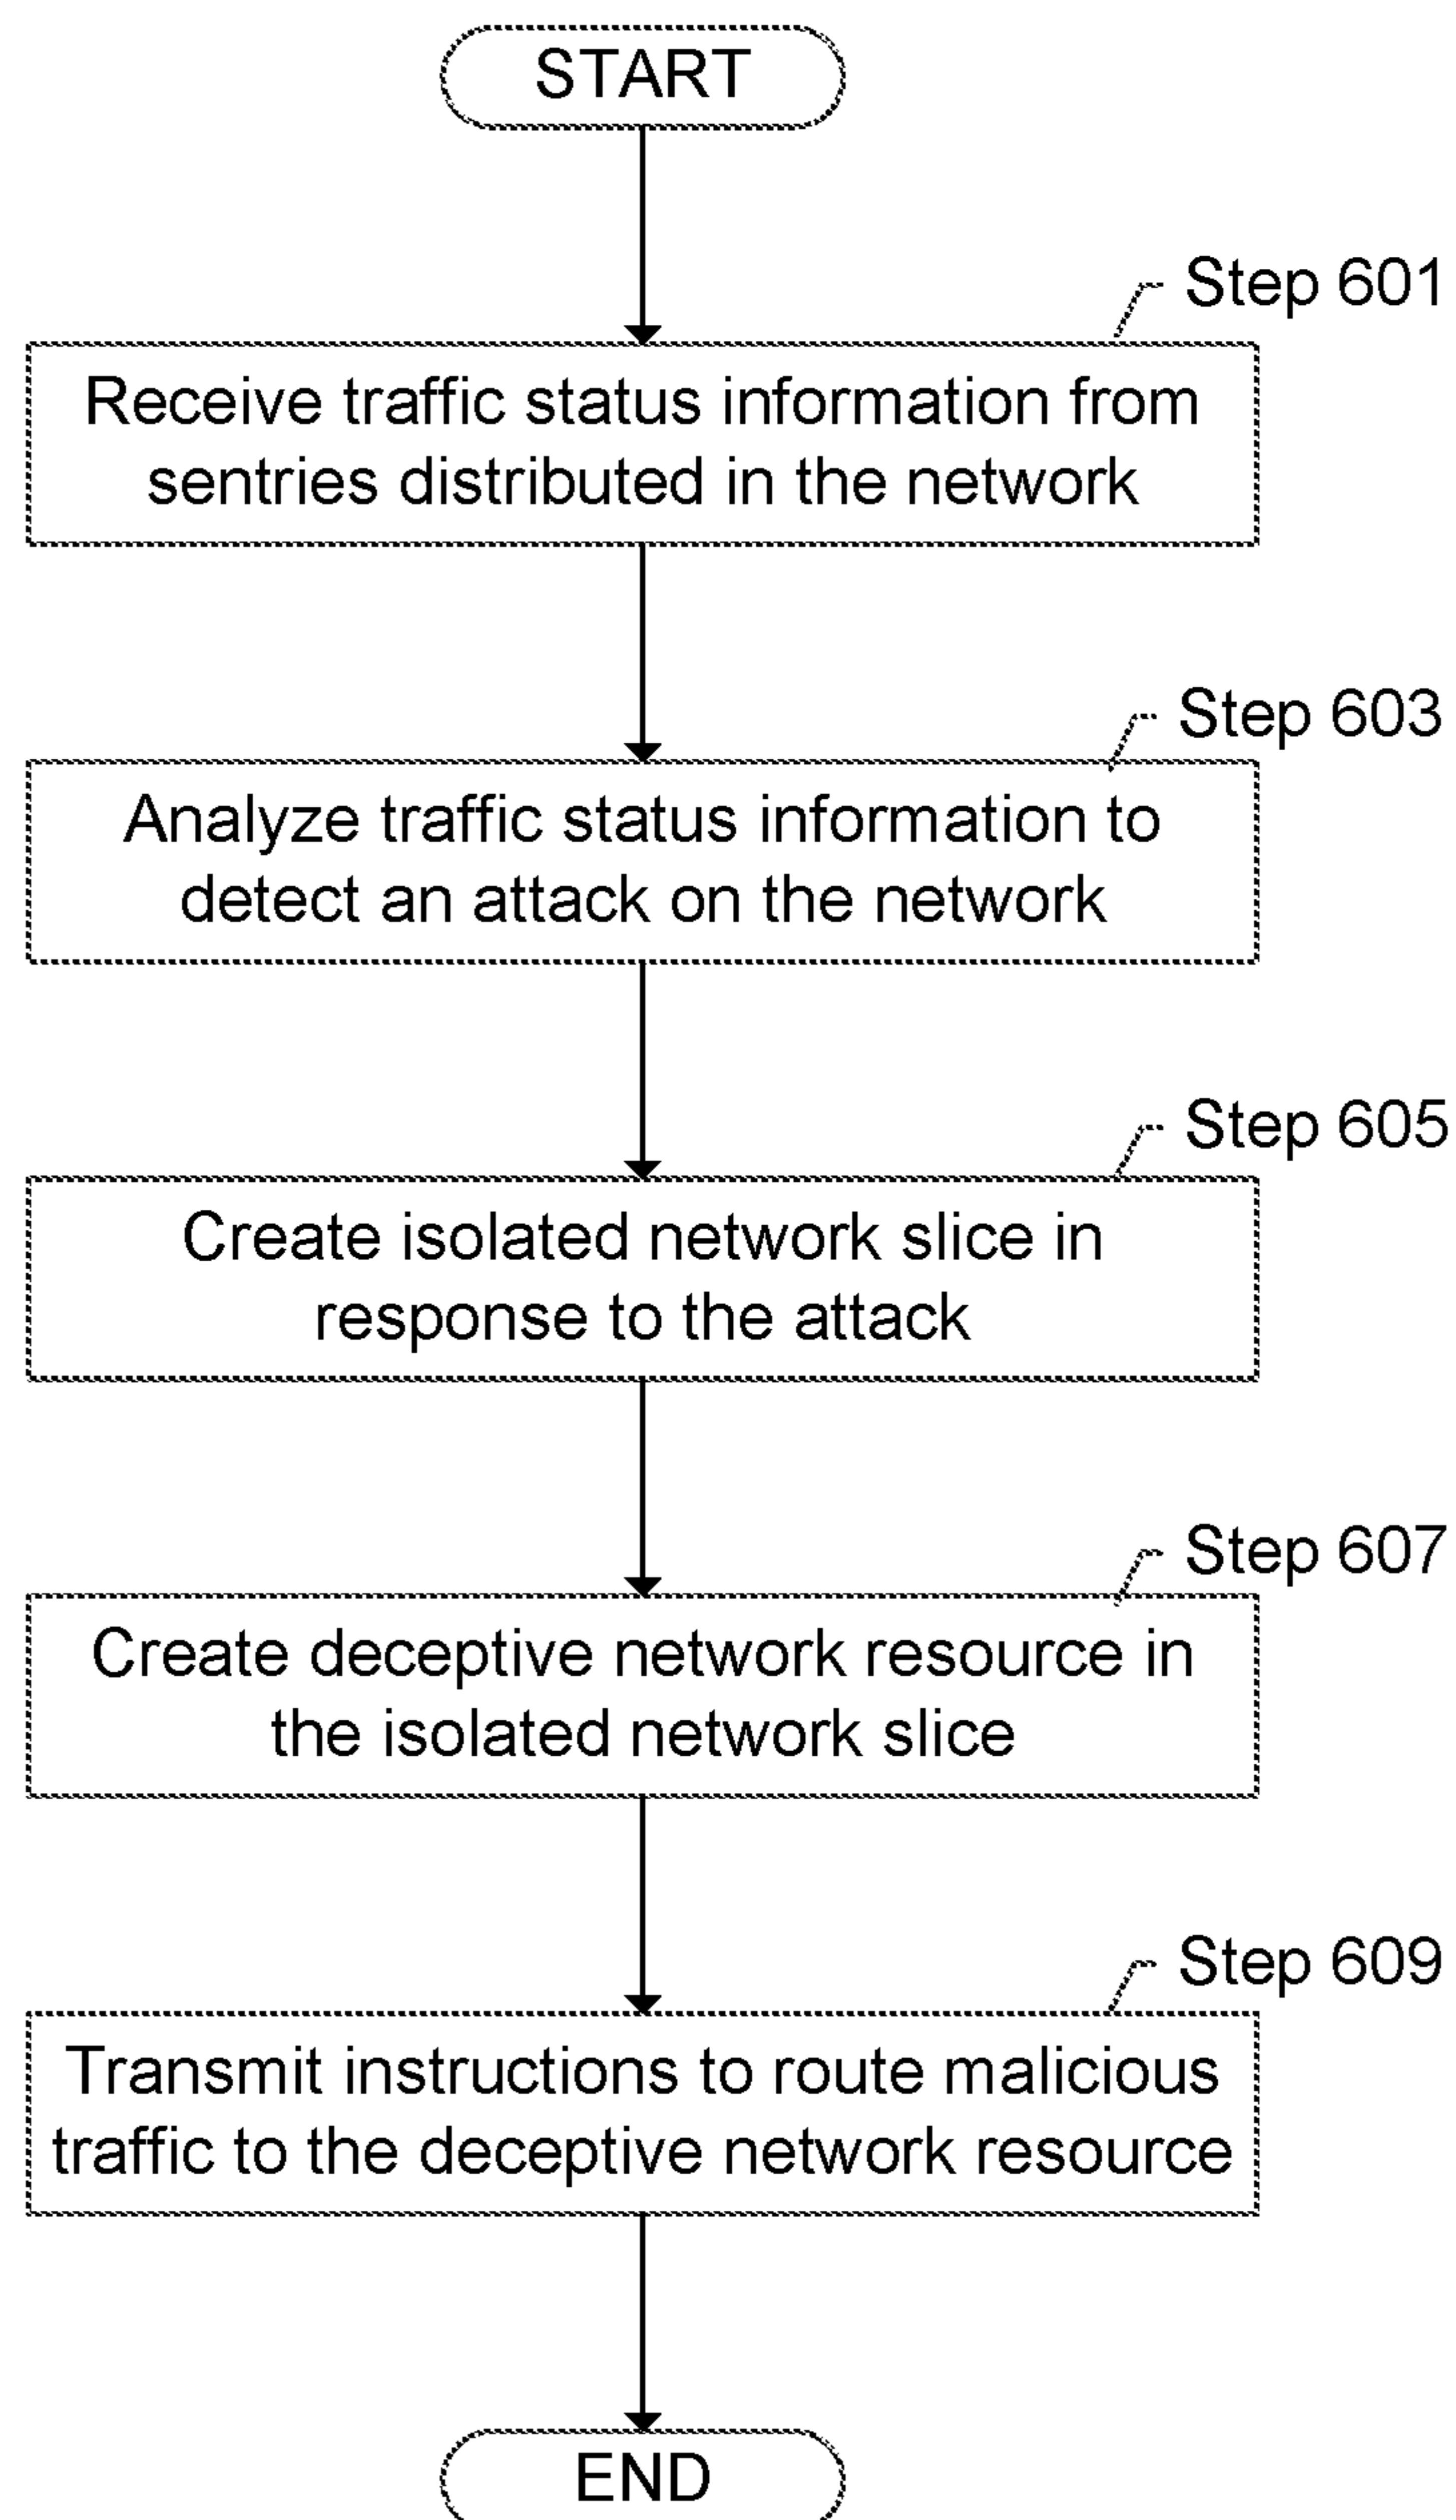 START
Step 601
Receive traffic status information from
sentries distributed in the network
Step 603
Analyze traffic status information to
detect an attack on the network
Step 605
Create isolated network slice in
response to the attack
Step 607
Create deceptive network resource in
the isolated network slice
Step 609
Transmit instructions to route malicious
traffic to the deceptive network resource
END